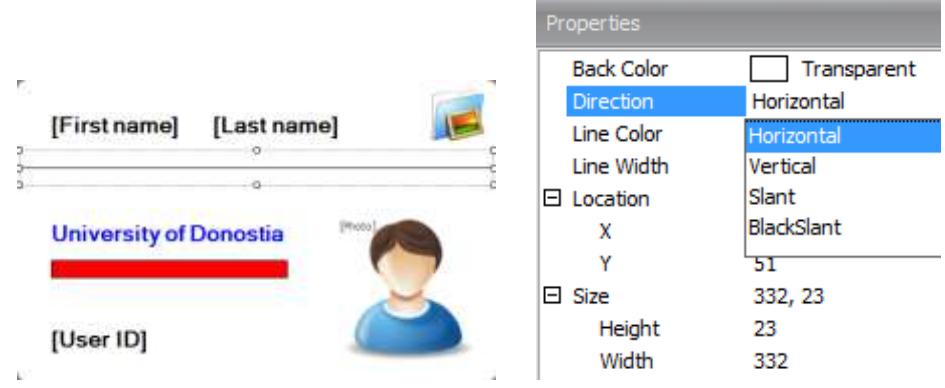 [First name] [Last name]
University of Donostia
[Photo]
[User ID]
Properties
Back Color Transparent
Direction Horizontal
Line Color Horizontal
Line Width Vertical
Location Slant
X BlackSlant
Y 51
Size 332, 23
Height 23
Width 332